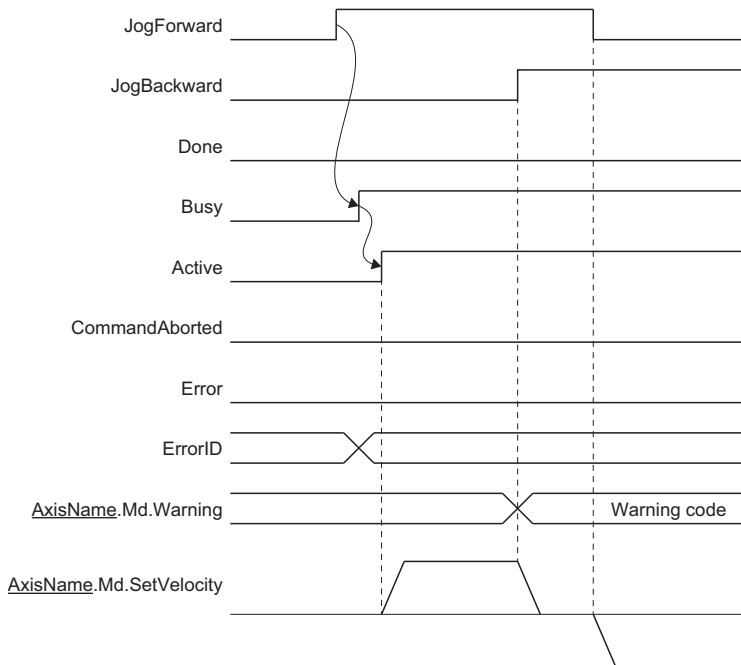 JogForward
JogBackward
Done
Busy
Active
CommandAborted
Error
ErrorID
AxisName.Md.Warning
Warning code
AxisName.Md.SetVelocity